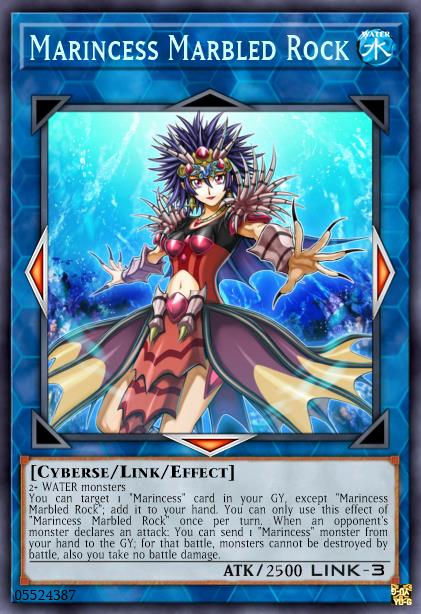 Marincess Marbled Rock
WATER
水
[Cyberse/Link/Effect]
2+ WATER monsters
You can target 1 "Marincess" card in your GY, except "Marincess
Marbled Rock"; add it to your hand. You can only use this effect of
"Marincess Marbled Rock" once per turn. When an opponent's
monster declares an attack: You can send 1 "Marincess" monster from
your hand to the GY; for that battle, monsters cannot be destroyed by
battle, also you take no battle damage.
ATK/2500 LINK-3
05524387